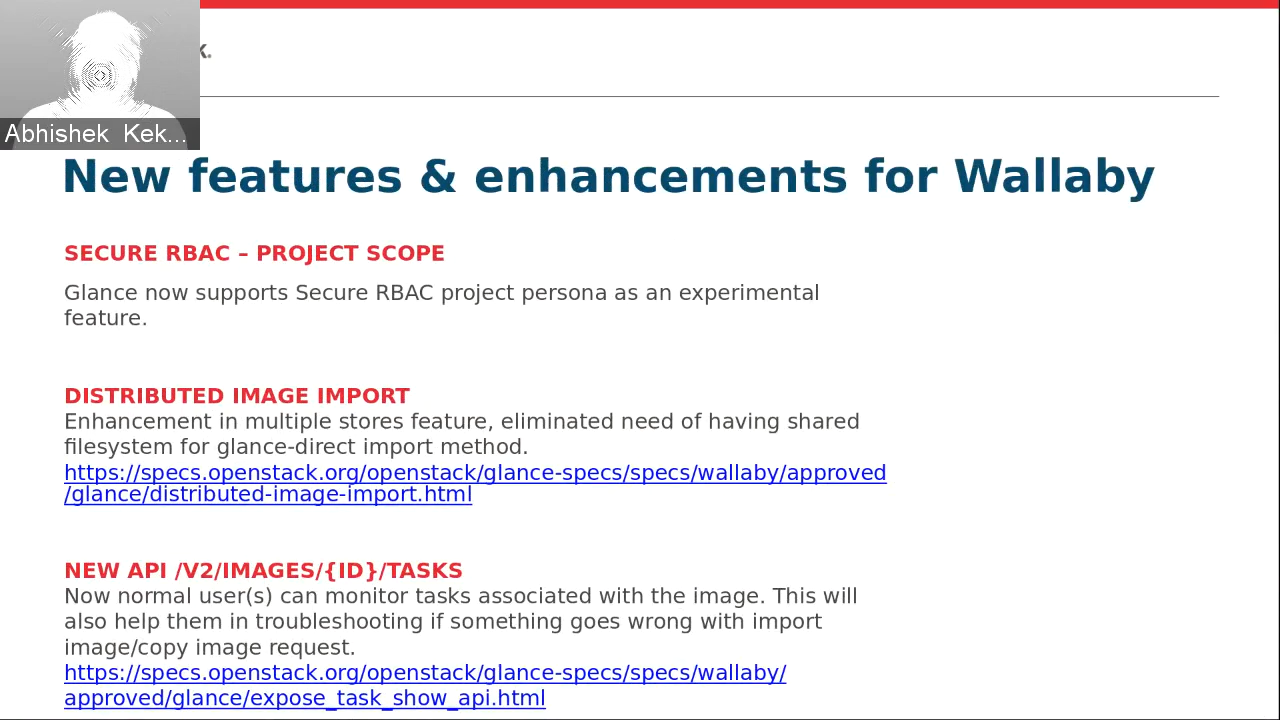 k.
Abhishek Kek...
New features & enhancements for Wallaby
SECURE RBAC – PROJECT SCOPE
Glance now supports Secure RBAC project persona as an experimental
feature.
DISTRIBUTED IMAGE IMPORT
Enhancement in multiple stores feature, eliminated need of having shared
filesystem for glance-direct import method.
https://specs.openstack.org/openstack/glance-specs/specs/wallaby/approved
/glance/distributed-image-import.html
NEW API /V2/IMAGES/{ID}/TASKS
Now normal user(s) can monitor tasks associated with the image. This will
also help them in troubleshooting if something goes wrong with import
image/copy image request.
https://specs.openstack.org/openstack/glance-specs/specs/wallaby/
approved/glance/expose_task_show_api.html